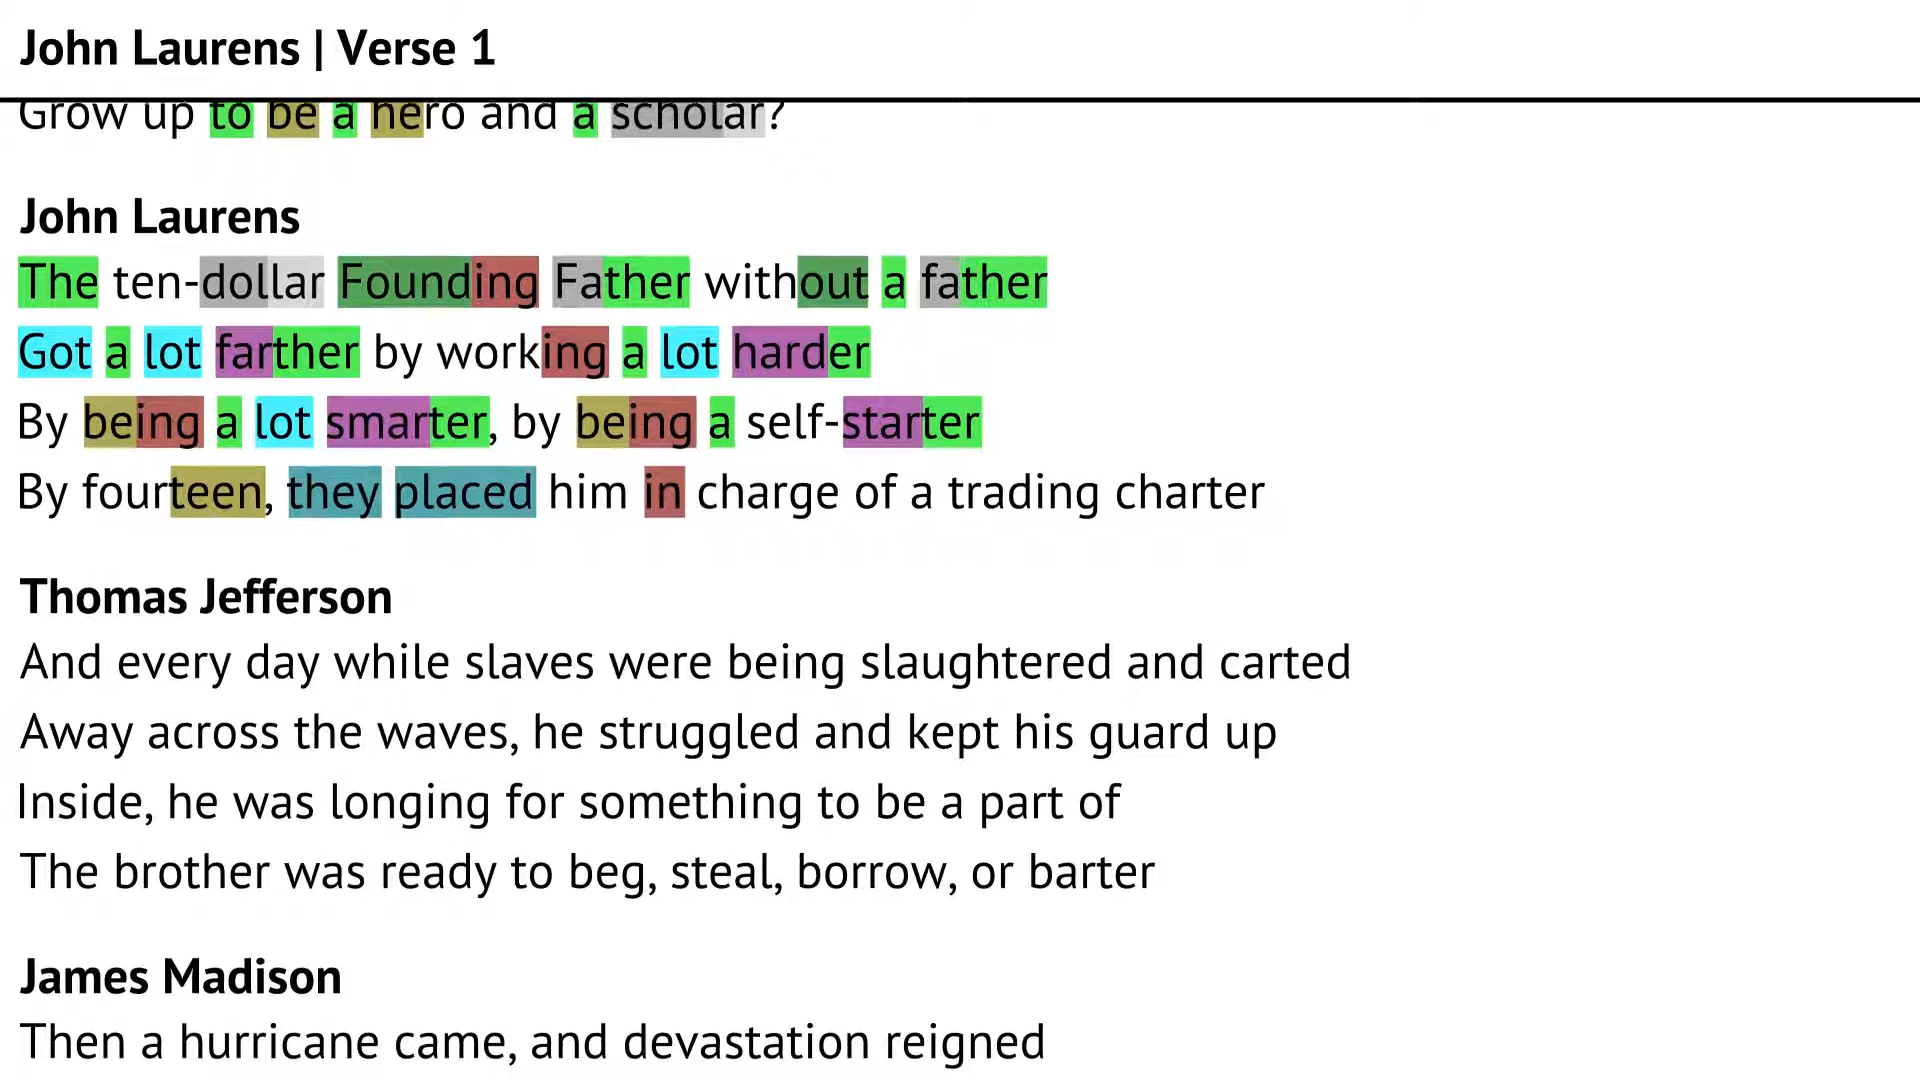 John Laurens | Verse 1
Grow up to be a hero and a scholar?
John Laurens
The ten-dollar Founding Father without a father
Got a lot farther by working a lot harder
By being a lot smarter, by being a self-starter
By fourteen, they placed him in charge of a trading charter
Thomas Jefferson
And every day while slaves were being slaughtered and carted
Away across the waves, he struggled and kept his guard up
Inside, he was longing for something to be a part of
The brother was ready to beg, steal, borrow, or barter
James Madison
Then a hurricane came, and devastation reigned